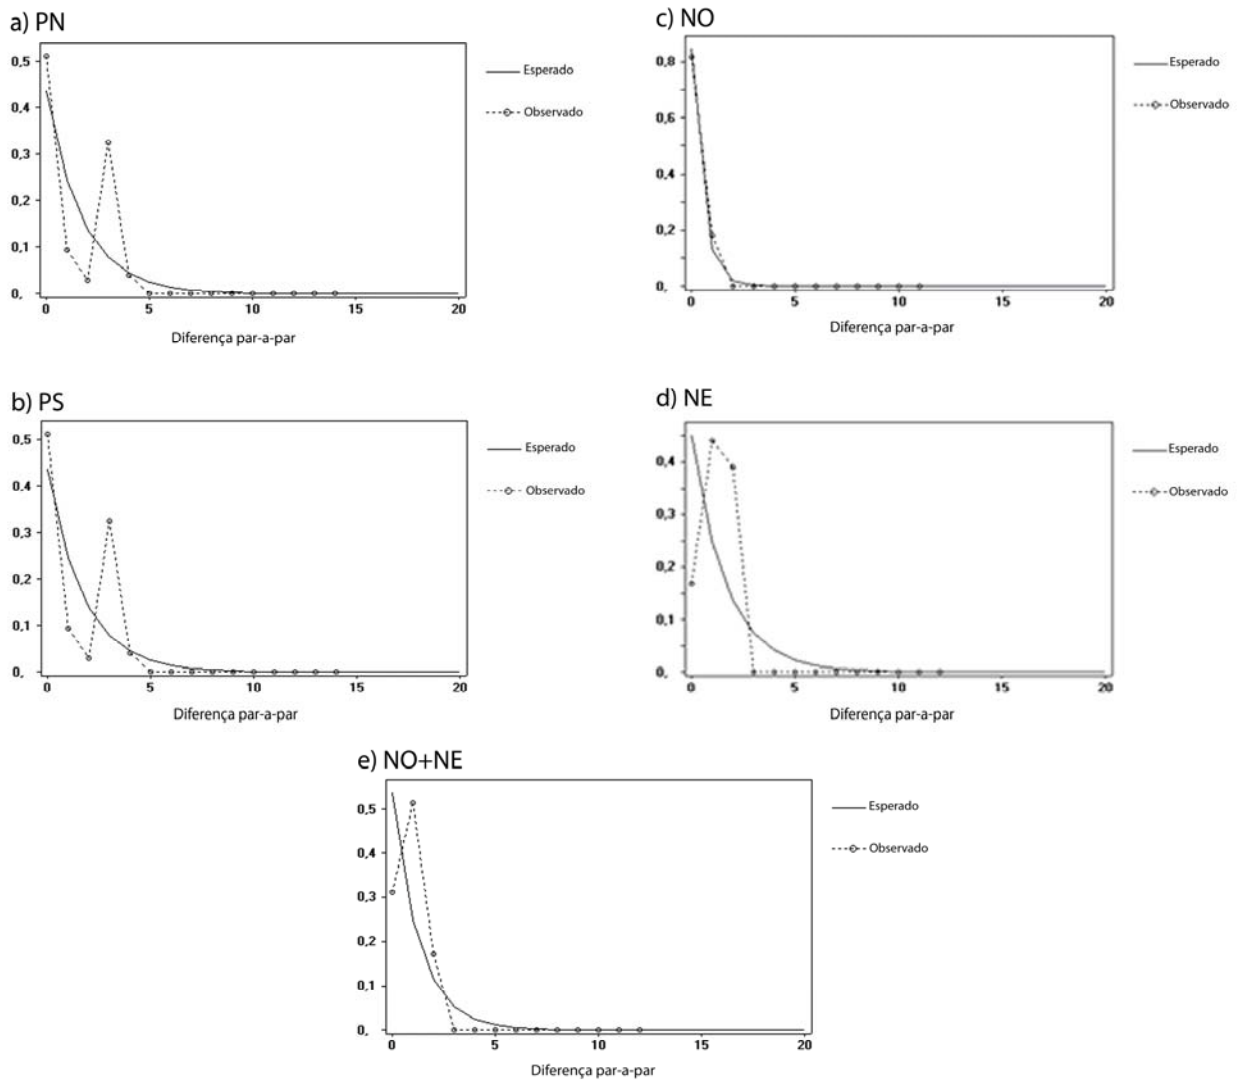 a) PN
0,5
0,4
0,3
0,2
0,1
0,
0 5 10 15 20
Diferença par-a-par
Esperado
Observado
b) PS
0,5
0,4
0,3
0,2
0,1
0,
0 5 10 15 20
Diferença par-a-par
Esperado
Observado
c) NO
0,8
0,6
0,4
0,2
0,
0 5 10 15 20
Diferença par-a-par
Esperado
Observado
d) NE
0,4
0,3
0,2
0,1
0,
0 5 10 15 20
Diferença par-a-par
Esperado
Observado
e) NO+NE
0,5
0,4
0,3
0,2
0,1
0,
0 5 10 15 20
Diferença par-a-par
Esperado
Observado